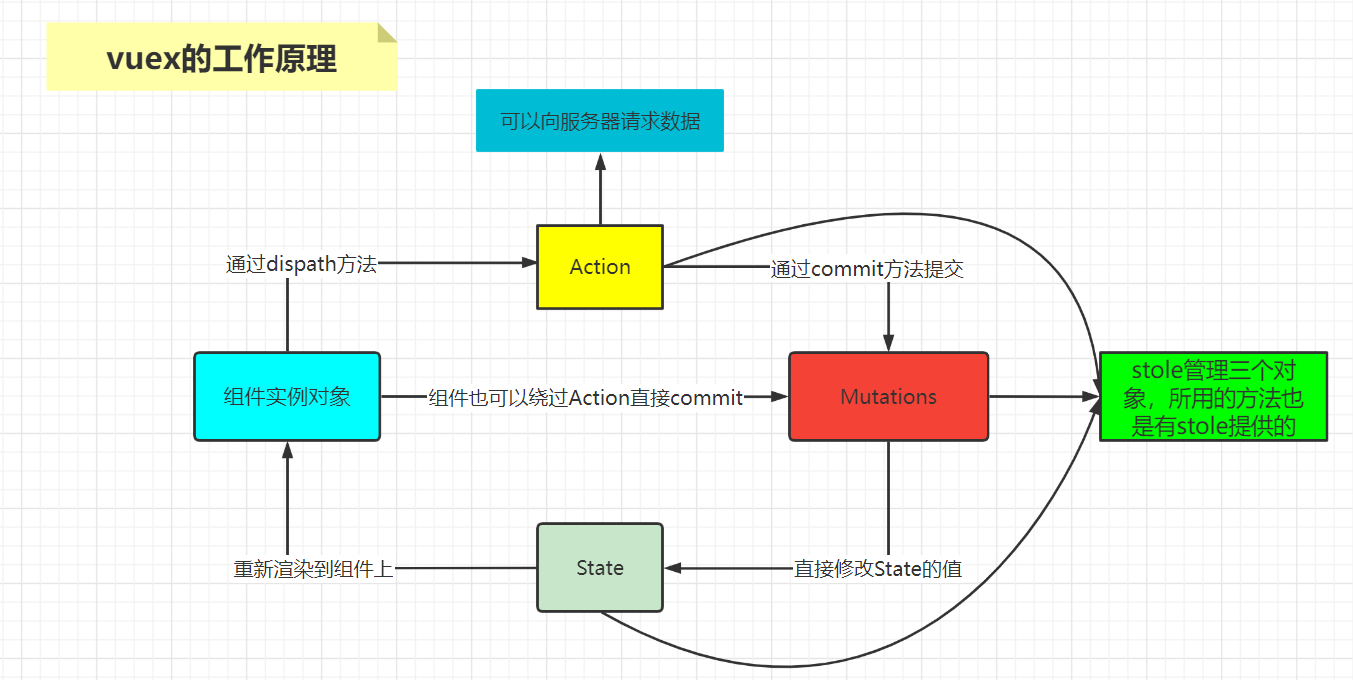 vuex的工作原理
可以向服务器请求数据
通过dispath方法
Action
通过commit方法提交
组件实例对象
组件也可以绕过Action直接commit
Mutations
stole管理三个对
象，所用的方法也
是有stole提供的
重新渲染到组件上
State
直接修改State的值